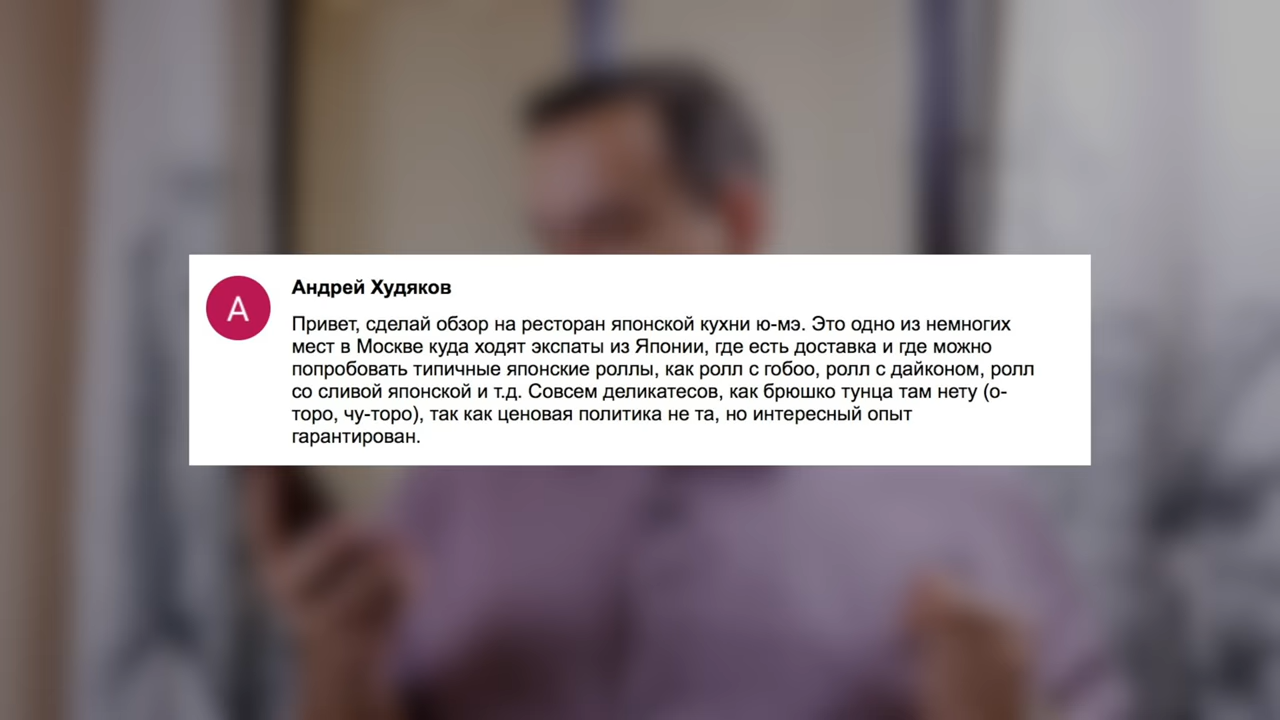 А
Андрей Худяков
Привет, сделай обзор на ресторан японской кухни ю-мэ. Это одно из немногих
мест в Москве куда ходят экспаты из Японии, где есть доставка и где можно
попробовать типичные японские роллы, как ролл с гобоо, ролл с дайконом, ролл
со сливой японской и т.д. Совсем деликатесов, как брюшко тунца там нету (о-
торо, чу-торо), так как ценовая политика не та, но интересный опыт
гарантирован.